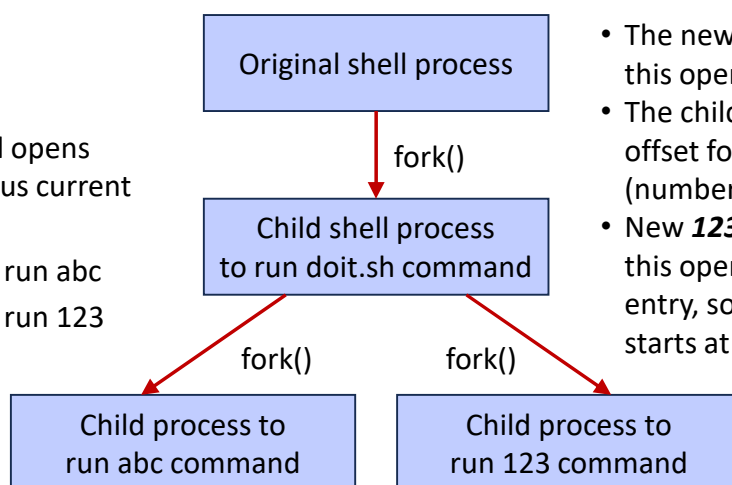 Original shell process
fork()
opens
us current
run abc
run 123
Child shell process
to run doit.sh command
fork()
fork()
Child process to
run abc command
Child process to
run 123 command
• The new
this oper
• The child
offset fo
(number
• New 123
this oper
entry, so
starts at